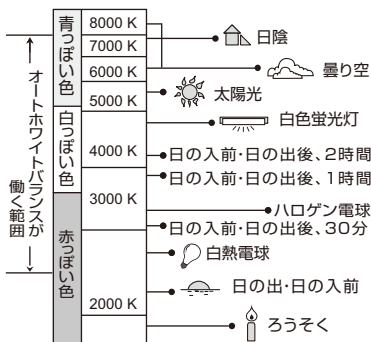 オートホワイトバランスが
働く範囲
青っぽい色
白っぽい色
赤っぽい色
8000 K
7000 K
6000 K
5000 K
4000 K
3000 K
2000 K
日陰
曇り空
太陽光
白色蛍光灯
日の入前・日の出後、2時間
日の入前・日の出後、1時間
ハロゲン電球
日の入前・日の出後、30分
白熱電球
日の出・日の入前
ろうそく